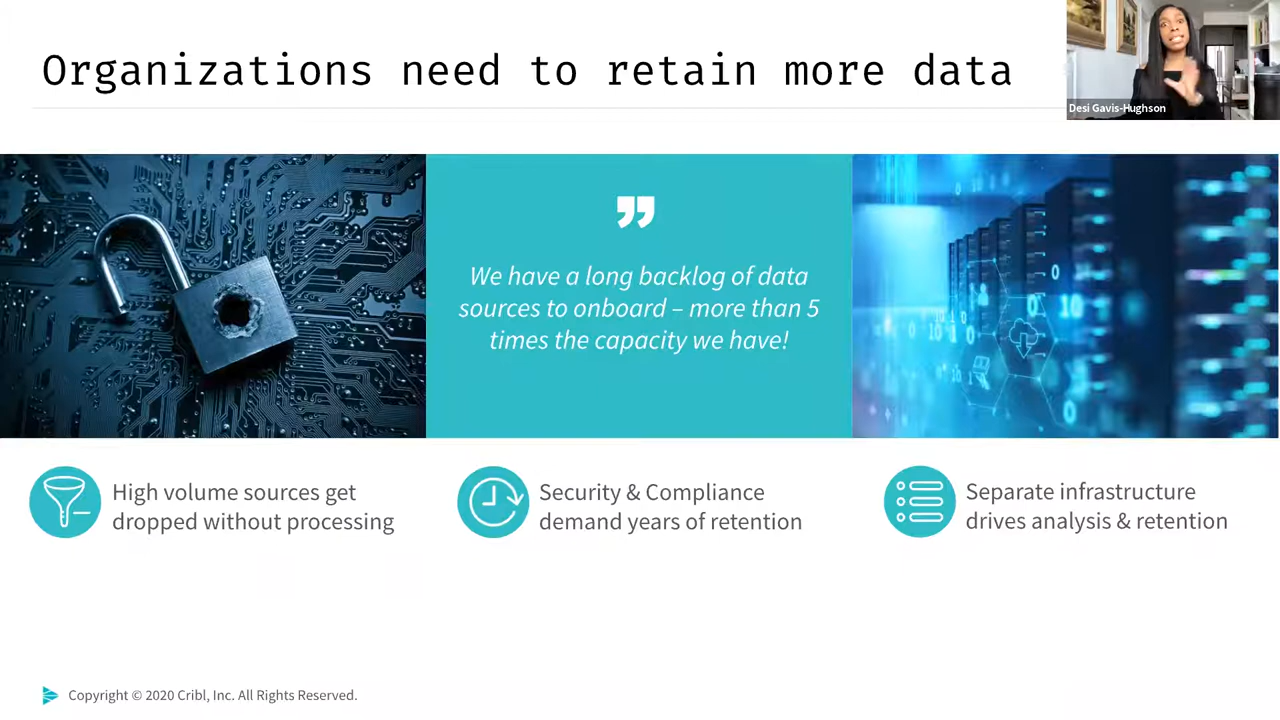 Organizations need to retain more data
Desi Gavis-Hughson
We have a long backlog of data
sources to onboard – more than 5
times the capacity we have!
High volume sources get
dropped without processing
Security & Compliance
demand years of retention
Separate infrastructure
drives analysis & retention
Copyright © 2020 Cribl, Inc. All Rights Reserved.